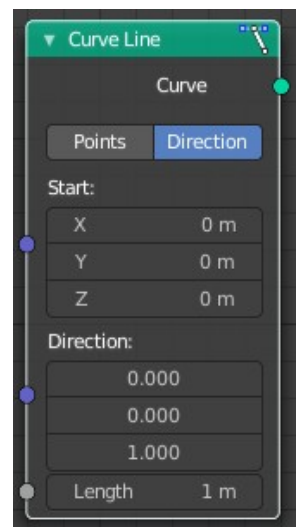 Curve Line
Curve
Points Direction
Start:
X 0 m
Y 0 m
Z 0 m
Direction:
0.000
0.000
1.000
Length 1 m